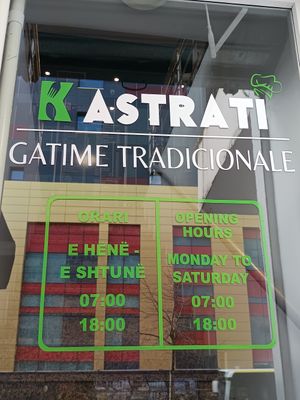 KASTRATI
GATIME TRADICIONALE
ORARI
E HËNË -
E SHTUNË
07:00
18:00
OPENING
HOURS
MONDAY TO
SATURDAY
07:00
18:00